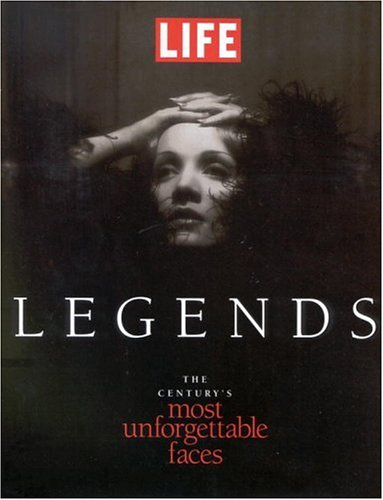 LIFE
LEGENDS
THE
CENTURY'S
most
unforgettable
faces